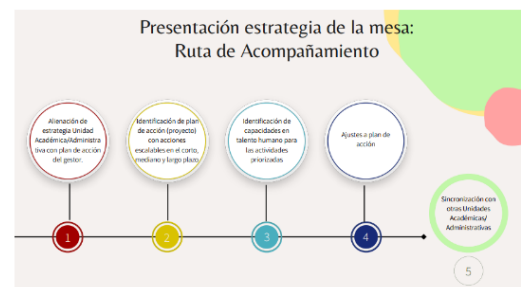 Presentación estrategia de la mesa:
Ruta de Acompañamiento
Alienación de
estrategia Unidad
Académica/Administra
tiva con plan de acción
del gestor.
Identificación de plan
de acción (proyecto)
con acciones
escalables en el corto,
mediano y largo plazo.
Identificación de
capacidades en
talento humano para
las actividades
priorizadas
Ajustes a plan de
acción
Sincronización con
otras Unidades
Académicas/
Administrativas
1
2
3
4
5